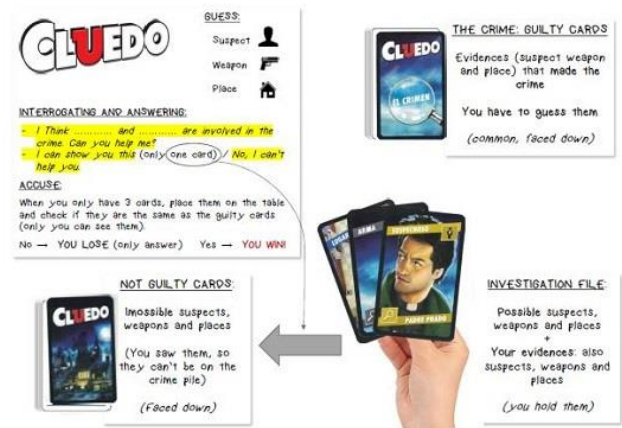 CLUEDO
GUESS:
Suspect
Weapon
Place
INTERROGATING AND ANSWERING:
- I Think ............ and ........... are involved in the
crime. Can you help me?
- I can show you this (only one card) / No, I can't
help you.
ACCUSE:
When you only have 3 cards, place them on the table
and check if they are the same as the guilty cards
(only you can see them).
No → YOU LOSE (only answer) Yes → YOU WIN!
CLUEDO
EL CRIMEN
THE CRIME: GUILTY CARDS
Evidences (suspect weapon
and place) that made the
crime
You have to guess them
(common, faced down)
CLUEDO
NOT GUILTY CARDS:
Imossible suspects,
weapons and places
(You saw them, so
they can't be on the
crime pile)
(Faced down)
LUGAR
ARMA
SOSPECHOSO
PADRE PRADO
INVESTIGATION FILE:
Possible suspects,
weapons and places
+
Your evidences: also
suspects, weapons and
places
(you hold them)